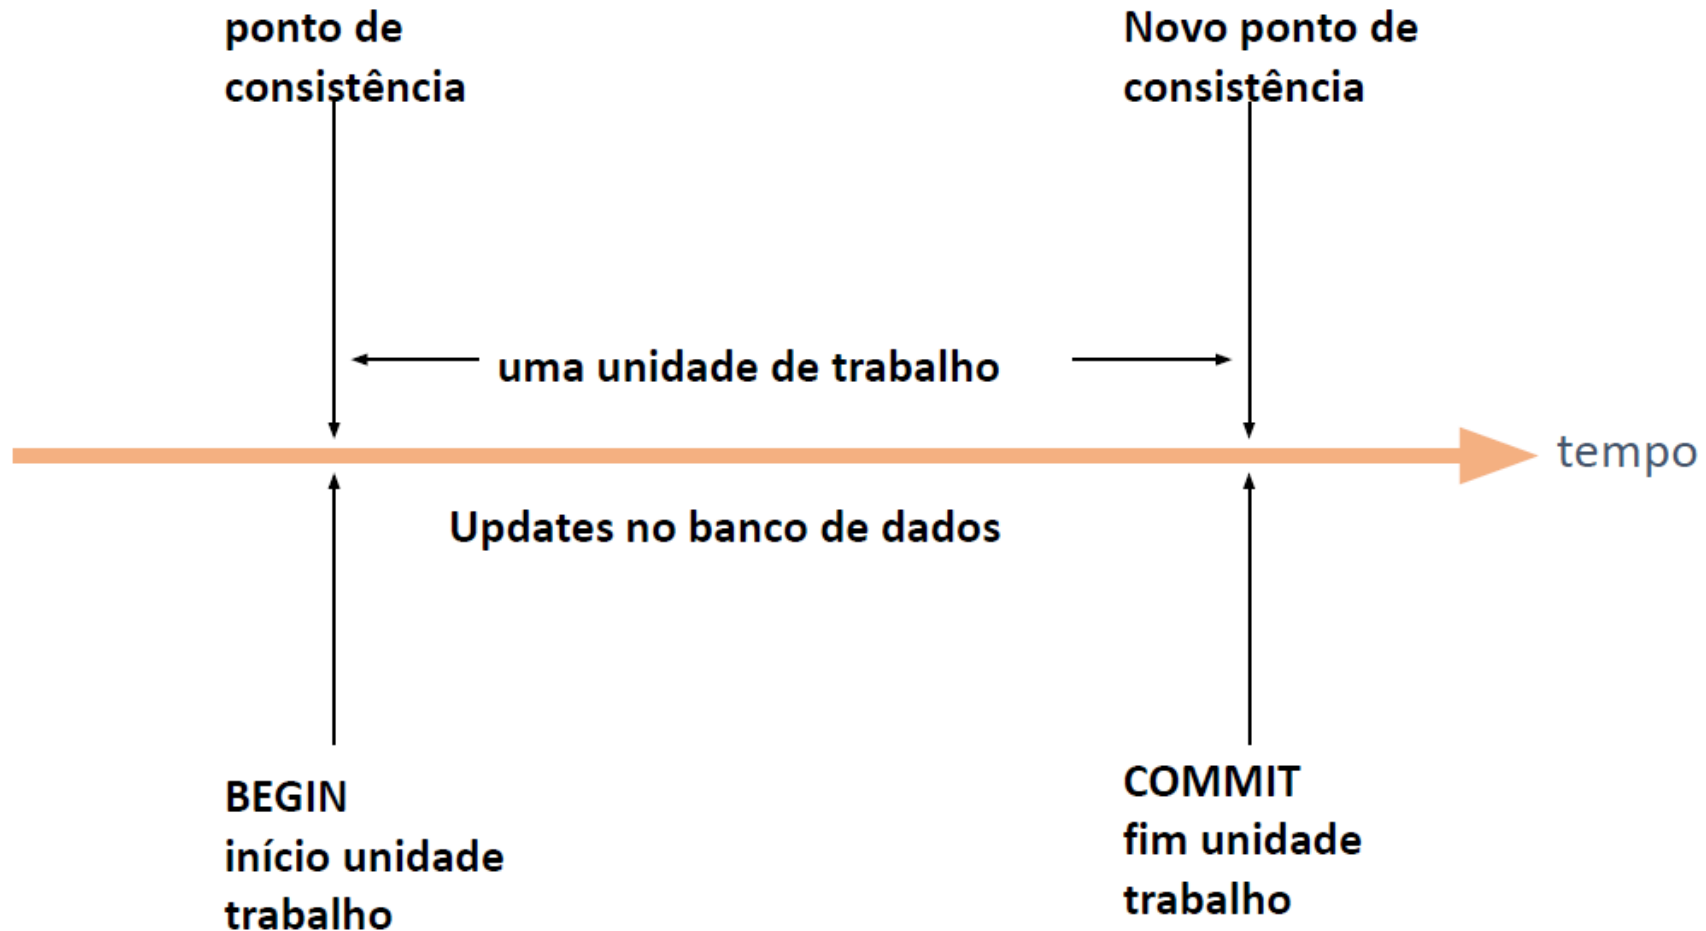 ponto de
consistência
Novo ponto de
consistência
uma unidade de trabalho
tempo
Updates no banco de dados
BEGIN
início unidade
trabalho
COMMIT
fim unidade
trabalho